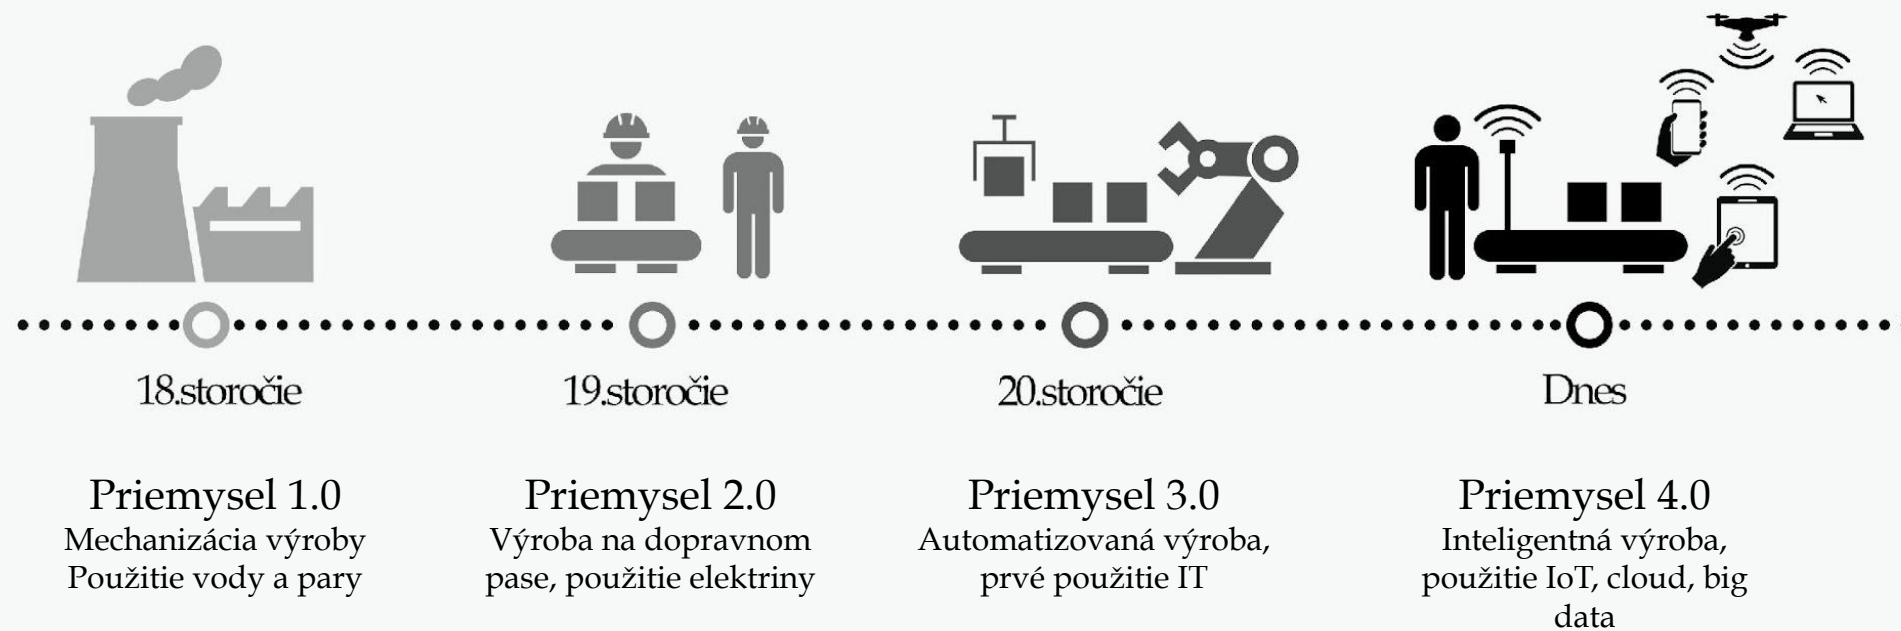 18.storočie
19.storočie
20.storočie
Dnes
Priemysel 1.0
Mechanizácia výroby
Použitie vody a pary
Priemysel 2.0
Výroba na dopravnom
pase, použitie elektriny
Priemysel 3.0
Automatizovaná výroba,
prvé použitie IT
Priemysel 4.0
Inteligentná výroba,
použitie IoT, cloud, big
data